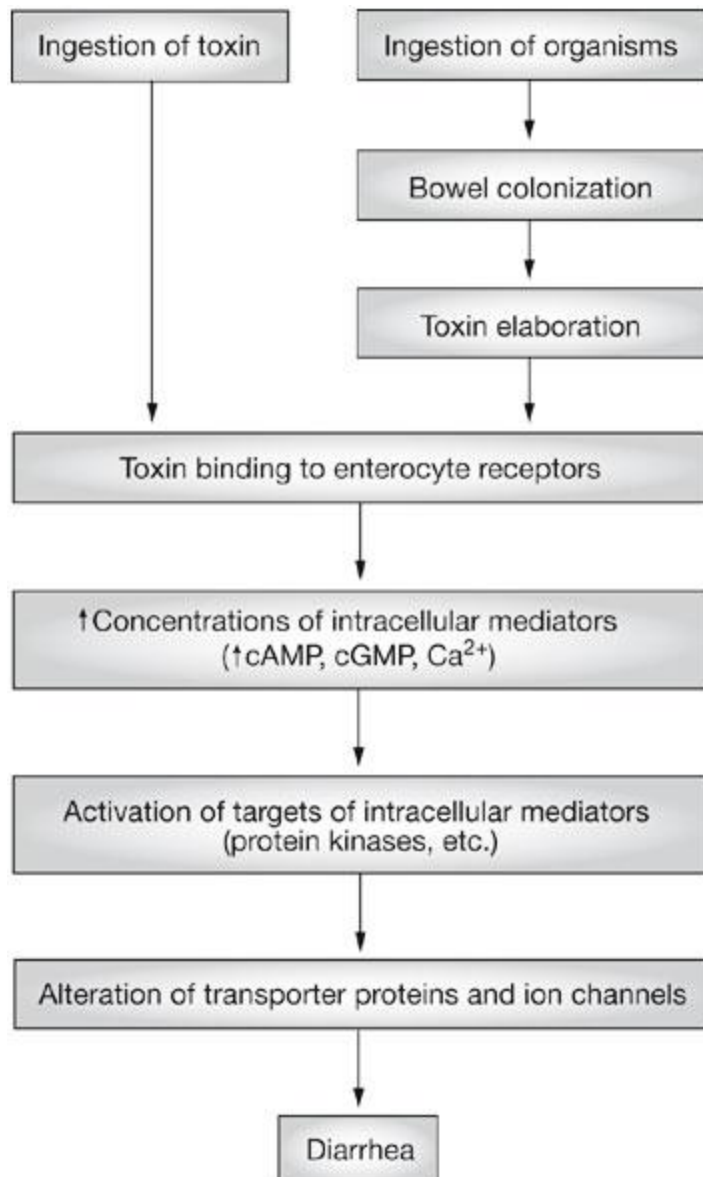 Ingestion of toxin
Ingestion of organisms
Bowel colonization
Toxin elaboration
Toxin binding to enterocyte receptors
↑Concentrations of intracellular mediators
(↑cAMP, cGMP, Ca²⁺)
Activation of targets of intracellular mediators
(protein kinases, etc.)
Alteration of transporter proteins and ion channels
Diarrhea